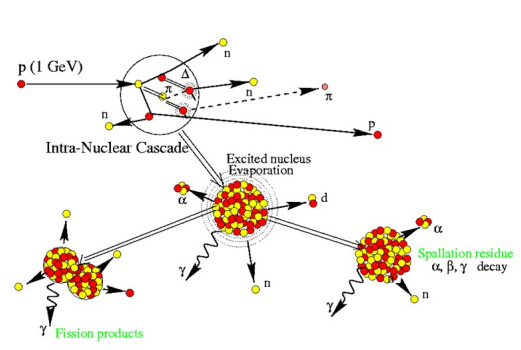 n
p (1 GeV)
Δ
π
n
π
n
p
Intra-Nuclear Cascade
Excited nucleus
Evaporation
α
d
α
γ
Spallation residue
α, β, γ decay
n
n
γ
γ
Fission products